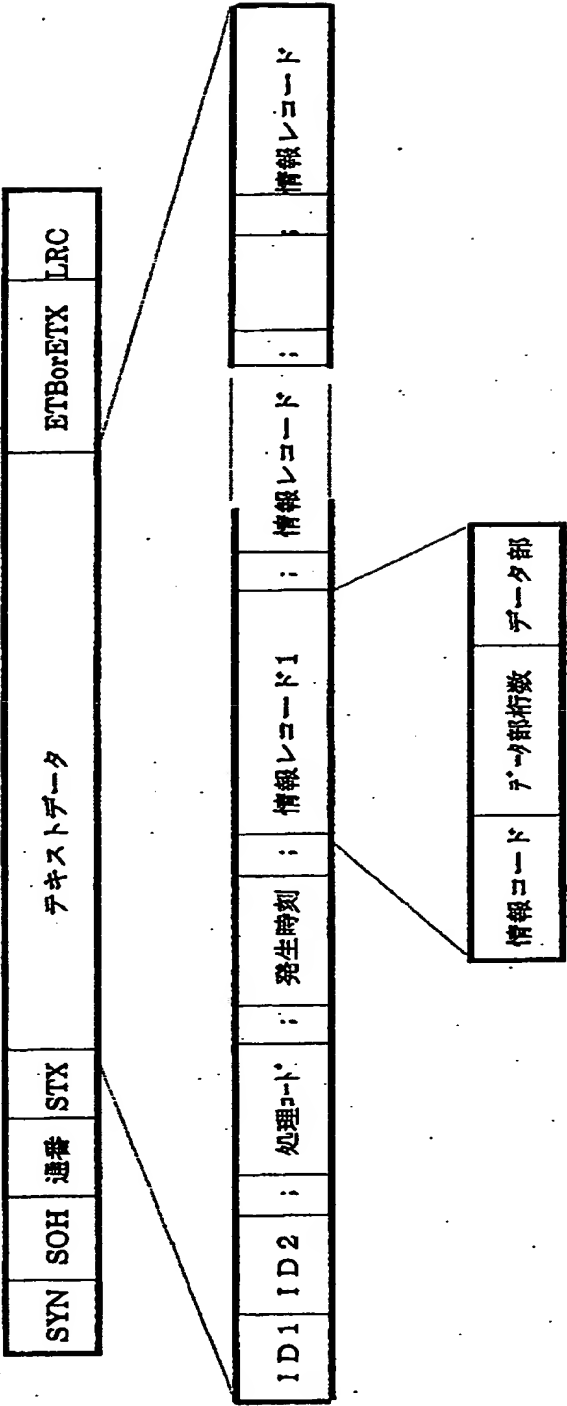 SYN SOH 通番 STX テキストデータ ETBorETX LRC
ID1 ID2 ; 処理コード ; 発生時刻 ; 情報レコード1 ; 情報レコード ; ; 情報レコード
情報コード データ部桁数 データ部